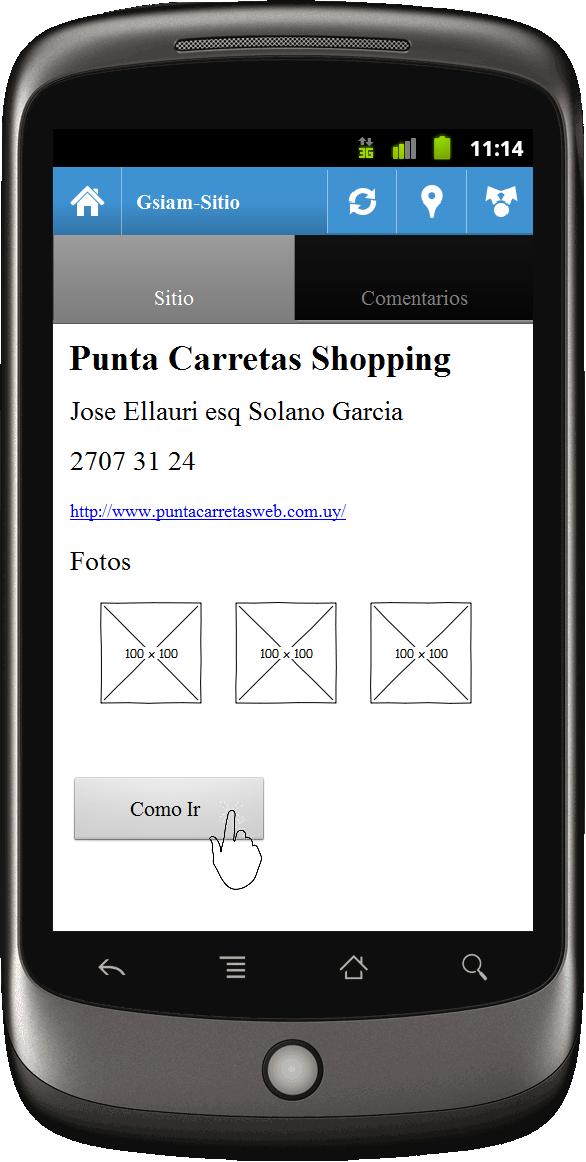 3G 11:14
Gsiam-Sitio
Sitio Comentarios
Punta Carretas Shopping
Jose Ellauri esq Solano Garcia
2707 31 24
http://www.puntacarretasweb.com.uy/
Fotos
100 x 100 100 x 100 100 x 100
Como Ir